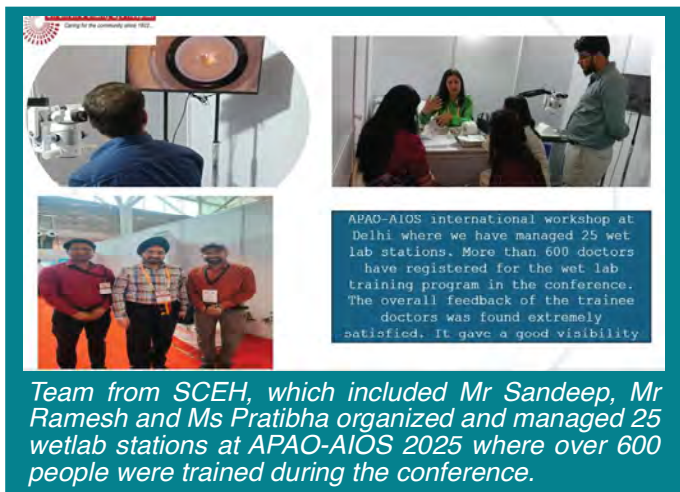 Caring for the community since 1922..
APAO-AIOS international workshop at
Delhi where we have managed 25 wet
lab stations. More than 600 doctors
have registered for the wet lab
training program in the conference.
The overall feedback of the trainee
doctors was found extremely
satisfied. It gave a good visibility
Team from SCEH, which included Mr Sandeep, Mr
Ramesh and Ms Pratibha organized and managed 25
wetlab stations at APAO-AIOS 2025 where over 600
people were trained during the conference.